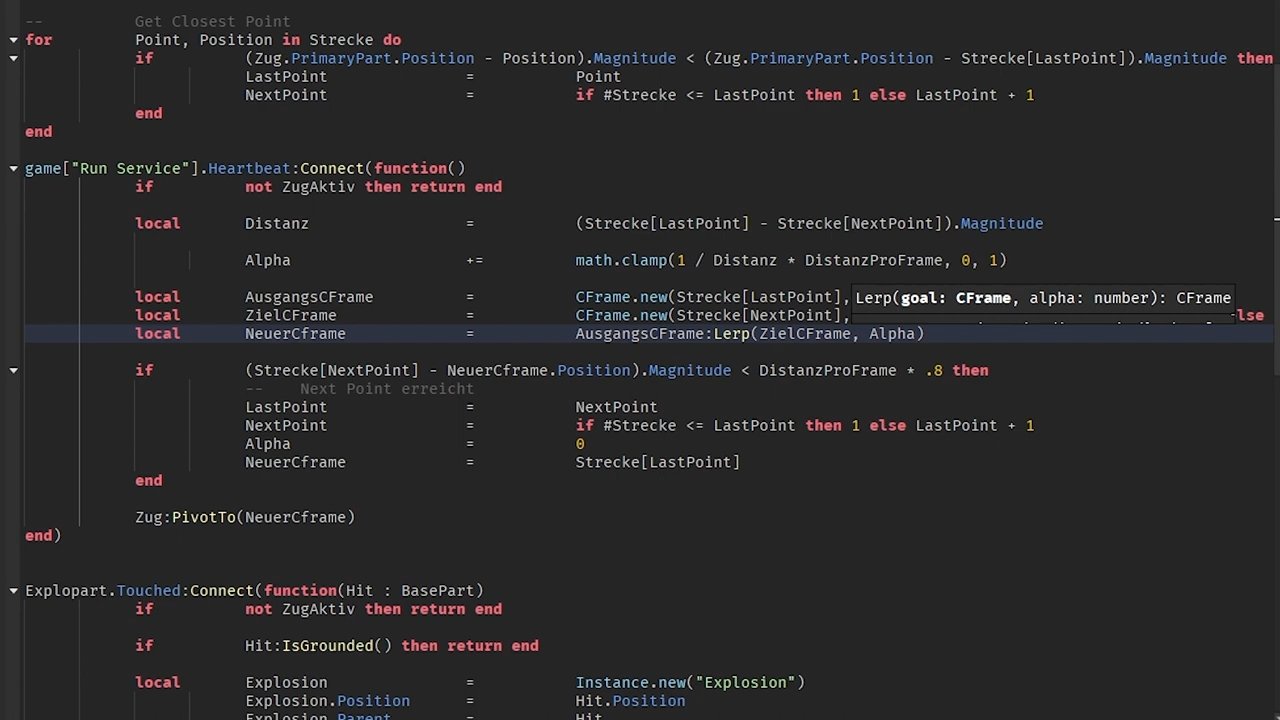 -- Get Closest Point
for Point, Position in Strecke do
if (Zug.PrimaryPart.Position - Position).Magnitude < (Zug.PrimaryPart.Position - Strecke[LastPoint]).Magnitude then
LastPoint = Point
NextPoint = if #Strecke <= LastPoint then 1 else LastPoint + 1
end
end
game["Run Service"].Heartbeat:Connect(function()
if not ZugAktiv then return end
local Distanz = (Strecke[LastPoint] - Strecke[NextPoint]).Magnitude
Alpha += math.clamp(1 / Distanz * DistanzProFrame, 0, 1)
local AusgangsCFrame = CFrame.new(Strecke[LastPoint],
Lerp(goal: CFrame, alpha: number): CFrame
local ZielCFrame = CFrame.new(Strecke[NextPoint],
local NeuerCframe = AusgangsCFrame:Lerp(ZielCFrame, Alpha)
if (Strecke[NextPoint] - NeuerCframe.Position).Magnitude < DistanzProFrame * .8 then
-- Next Point erreicht
LastPoint = NextPoint
NextPoint = if #Strecke <= LastPoint then 1 else LastPoint + 1
Alpha = 0
NeuerCframe = Strecke[LastPoint]
end
Zug:PivotTo(NeuerCframe)
end)
Explopart.Touched:Connect(function(Hit : BasePart)
if not ZugAktiv then return end
if Hit:IsGrounded() then return end
local Explosion = Instance.new("Explosion")
Explosion.Position = Hit.Position
Explosion.Parent = Hit